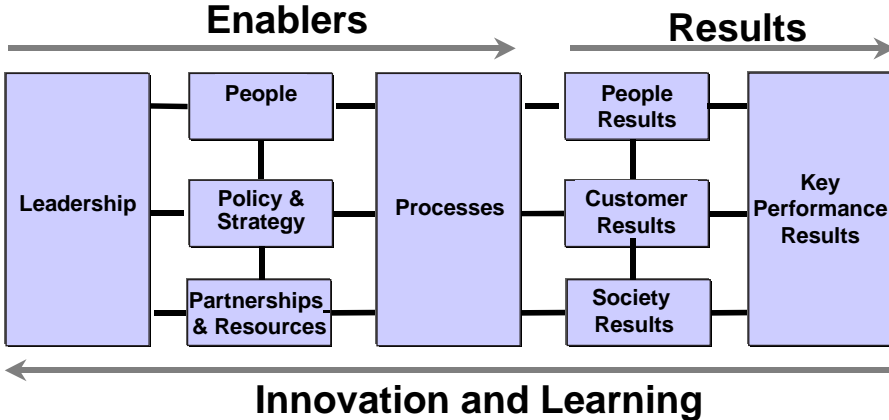 Enablers
Results
Leadership
People
Policy &
Strategy
Partnerships
& Resources
Processes
People
Results
Customer
Results
Society
Results
Key
Performance
Results
Innovation and Learning